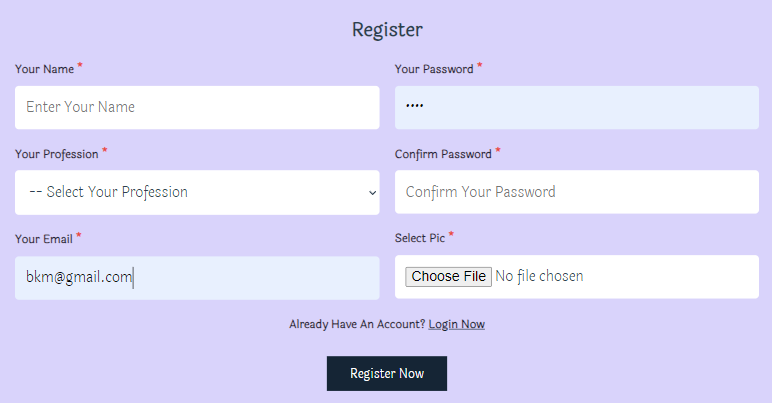 Register
Your Name *
Enter Your Name
Your Password *
••••
Your Profession *
-- Select Your Profession
Confirm Password *
Confirm Your Password
Your Email *
bkm@gmail.com
Select Pic *
Choose File No file chosen
Already Have An Account? Login Now
Register Now